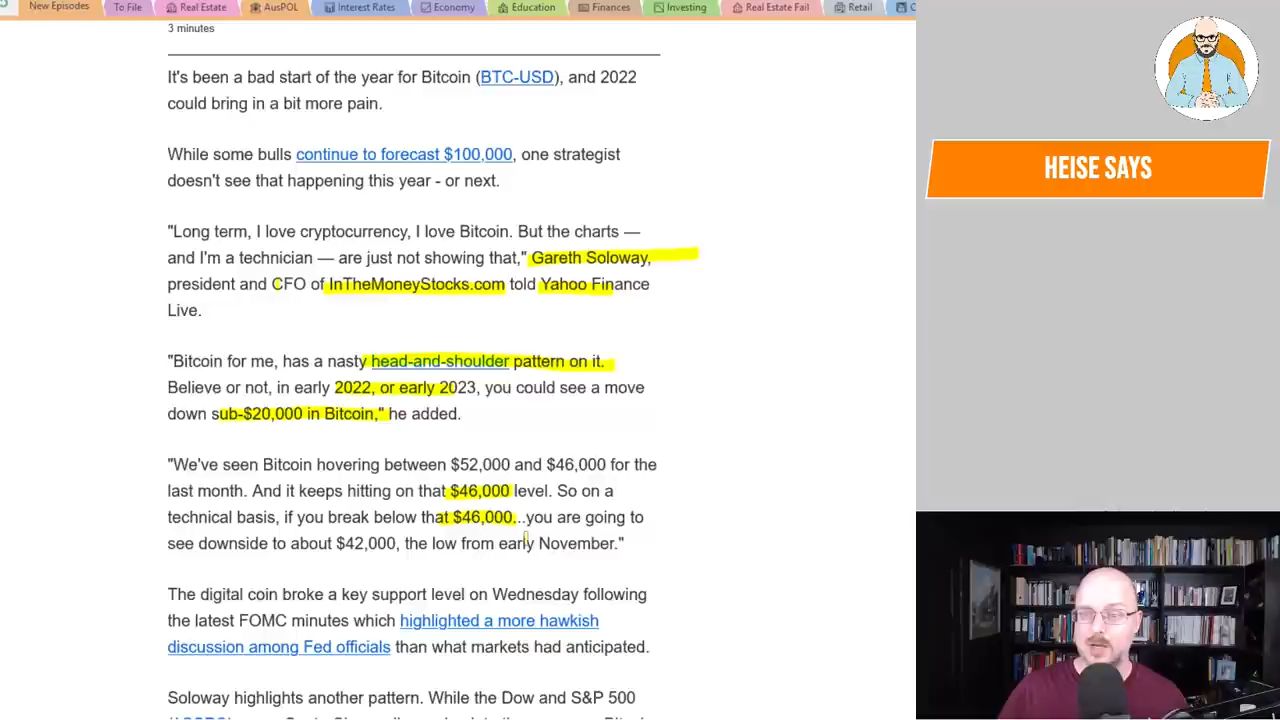 New Episodes To File Real Estate AusPOL Interest Rates Economy Education Finances Investing Real Estate Fail Retail
3 minutes
It's been a bad start of the year for Bitcoin (BTC-USD), and 2022
could bring in a bit more pain.
While some bulls continue to forecast $100,000, one strategist
doesn't see that happening this year - or next.
"Long term, I love cryptocurrency, I love Bitcoin. But the charts —
and I'm a technician — are just not showing that," Gareth Soloway,
president and CFO of InTheMoneyStocks.com told Yahoo Finance
Live.
"Bitcoin for me, has a nasty head-and-shoulder pattern on it.
Believe or not, in early 2022, or early 2023, you could see a move
down sub-$20,000 in Bitcoin," he added.
"We've seen Bitcoin hovering between $52,000 and $46,000 for the
last month. And it keeps hitting on that $46,000 level. So on a
technical basis, if you break below that $46,000...you are going to
see downside to about $42,000, the low from early November."
The digital coin broke a key support level on Wednesday following
the latest FOMC minutes which highlighted a more hawkish
discussion among Fed officials than what markets had anticipated.
Soloway highlights another pattern. While the Dow and S&P 500
HEISE SAYS